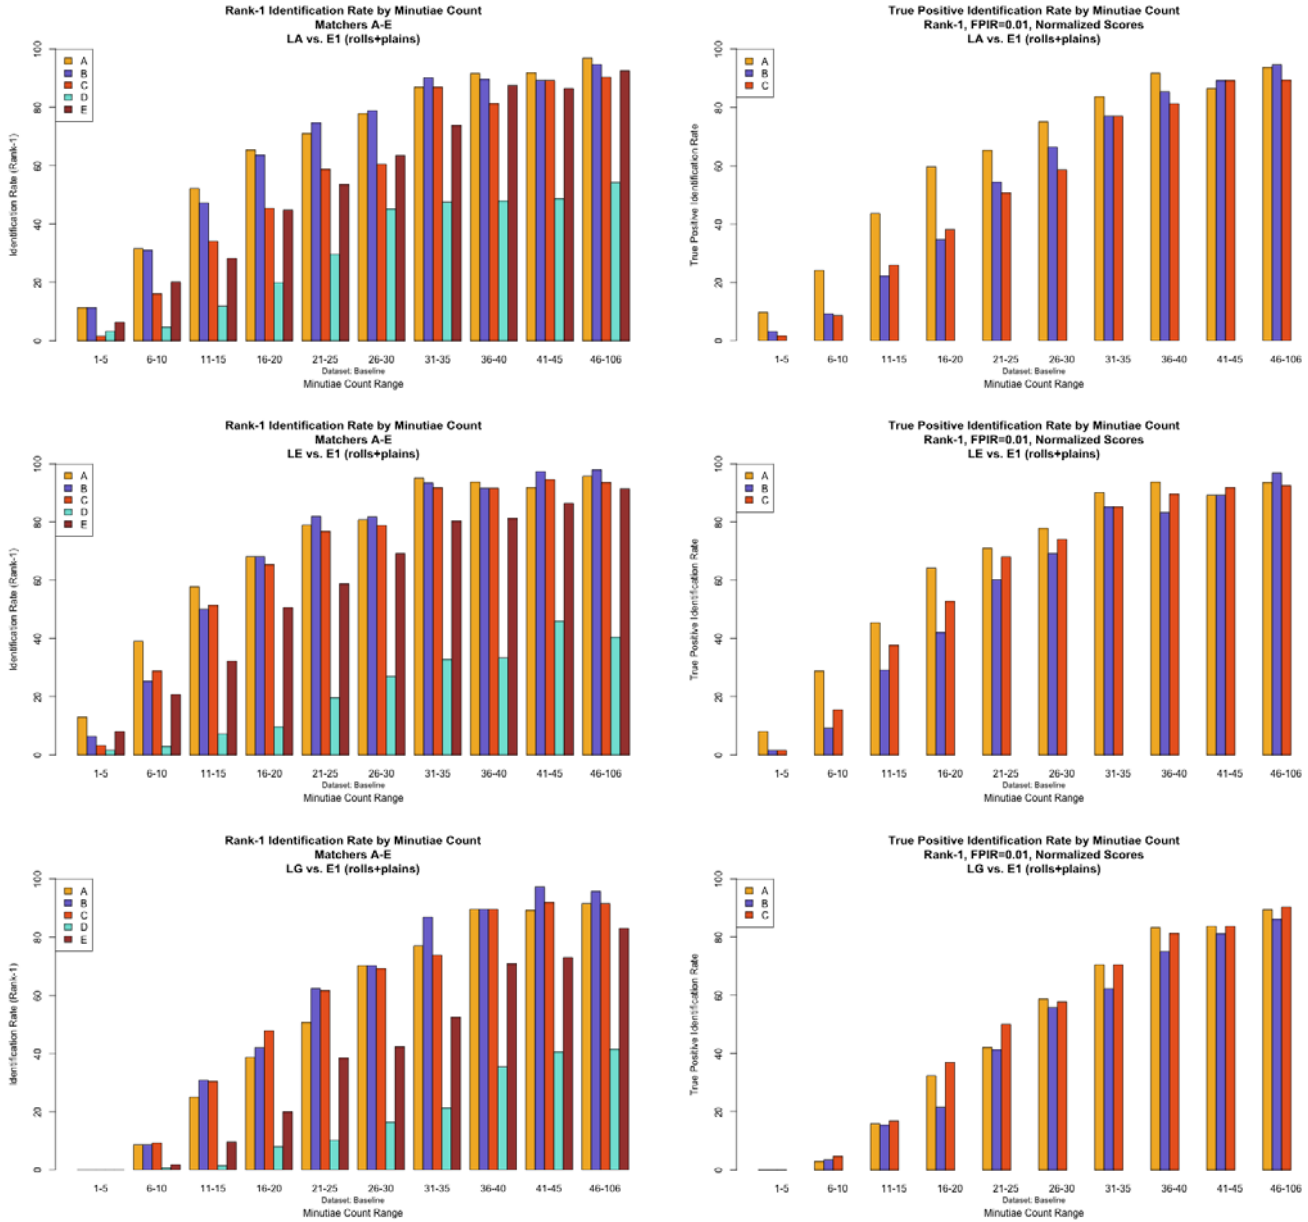 Rank-1 Identification Rate by Minutiae Count
Matchers A-E
LA vs. E1 (rolls+plains)
A
B
C
D
E
Identification Rate (Rank-1)
0
20
40
60
80
100
1-5 6-10 11-15 16-20 21-25 26-30 31-35 36-40 41-45 46-106
Dataset: Baseline
Minutiae Count Range
True Positive Identification Rate by Minutiae Count
Rank-1, FPIR=0.01, Normalized Scores
LA vs. E1 (rolls+plains)
A
B
C
True Positive Identification Rate
0
20
40
60
80
100
1-5 6-10 11-15 16-20 21-25 26-30 31-35 36-40 41-45 46-106
Dataset: Baseline
Minutiae Count Range
Rank-1 Identification Rate by Minutiae Count
Matchers A-E
LE vs. E1 (rolls+plains)
A
B
C
D
E
Identification Rate (Rank-1)
0
20
40
60
80
100
1-5 6-10 11-15 16-20 21-25 26-30 31-35 36-40 41-45 46-106
Dataset: Baseline
Minutiae Count Range
True Positive Identification Rate by Minutiae Count
Rank-1, FPIR=0.01, Normalized Scores
LE vs. E1 (rolls+plains)
A
B
C
True Positive Identification Rate
0
20
40
60
80
100
1-5 6-10 11-15 16-20 21-25 26-30 31-35 36-40 41-45 46-106
Dataset: Baseline
Minutiae Count Range
Rank-1 Identification Rate by Minutiae Count
Matchers A-E
LG vs. E1 (rolls+plains)
A
B
C
D
E
Identification Rate (Rank-1)
0
20
40
60
80
100
1-5 6-10 11-15 16-20 21-25 26-30 31-35 36-40 41-45 46-106
Dataset: Baseline
Minutiae Count Range
True Positive Identification Rate by Minutiae Count
Rank-1, FPIR=0.01, Normalized Scores
LG vs. E1 (rolls+plains)
A
B
C
True Positive Identification Rate
0
20
40
60
80
100
1-5 6-10 11-15 16-20 21-25 26-30 31-35 36-40 41-45 46-106
Dataset: Baseline
Minutiae Count Range